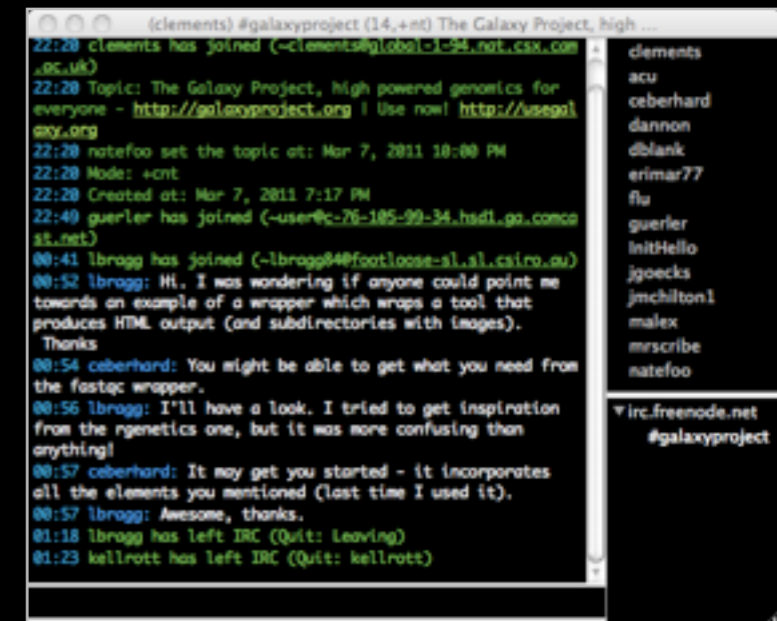 (clements) #galaxyproject (14,+nt) The Galaxy Project, high ...
22:20 clements has joined (~clements@global-1-94.nat.csx.cam
.ac.uk)
22:20 Topic: The Galaxy Project, high powered genomics for
everyone - http://galaxyproject.org | Use now! http://usegal
axy.org
22:20 natefoo set the topic at: Mar 7, 2011 10:00 PM
22:20 Mode: +cnt
22:20 Created at: Mar 7, 2011 7:17 PM
22:49 guerler has joined (~user@c-76-105-99-34.hsd1.ga.comca
st.net)
00:41 lbragg has joined (~lbragg84@footloose-sl.sl.csiro.au)
00:52 lbragg: Hi. I was wondering if anyone could point me
towards an example of a wrapper which wraps a tool that
produces HTML output (and subdirectories with images).
Thanks
00:54 ceberhard: You might be able to get what you need from
the fastqc wrapper.
00:56 lbragg: I'll have a look. I tried to get inspiration
from the rgenetics one, but it was more confusing than
anything!
00:57 ceberhard: It may get you started - it incorporates
all the elements you mentioned (last time I used it).
00:57 lbragg: Awesome, thanks.
01:18 lbragg has left IRC (Quit: Leaving)
01:23 kellrott has left IRC (Quit: kellrott)
clements
acu
ceberhard
dannon
dblank
erimar77
flu
guerler
InitHello
jgoecks
jmchilton1
malex
mrscribe
natefoo
irc.freenode.net
#galaxyproject